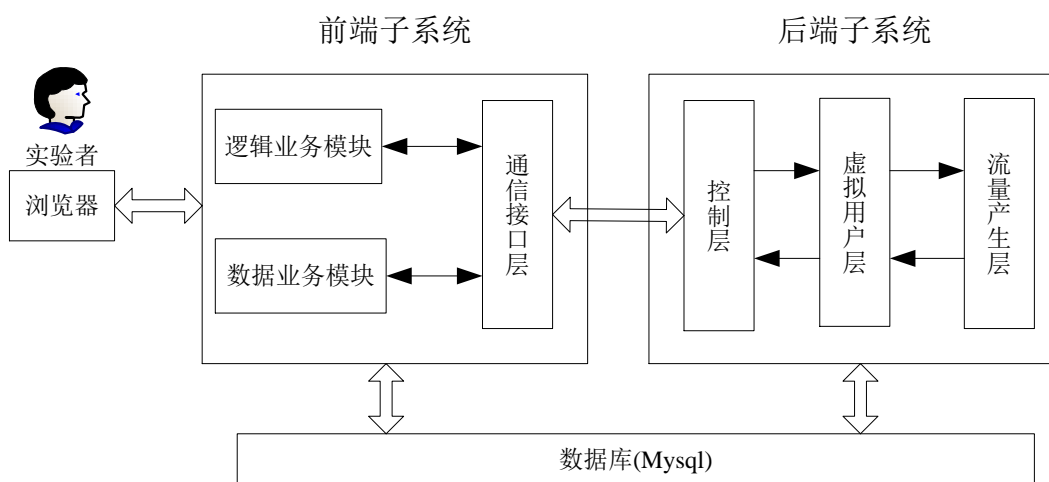 前端子系统
后端子系统
实验者
浏览器
逻辑业务模块
数据业务模块
通信接口层
控制层
虚拟用户层
流量产生层
数据库(Mysql)